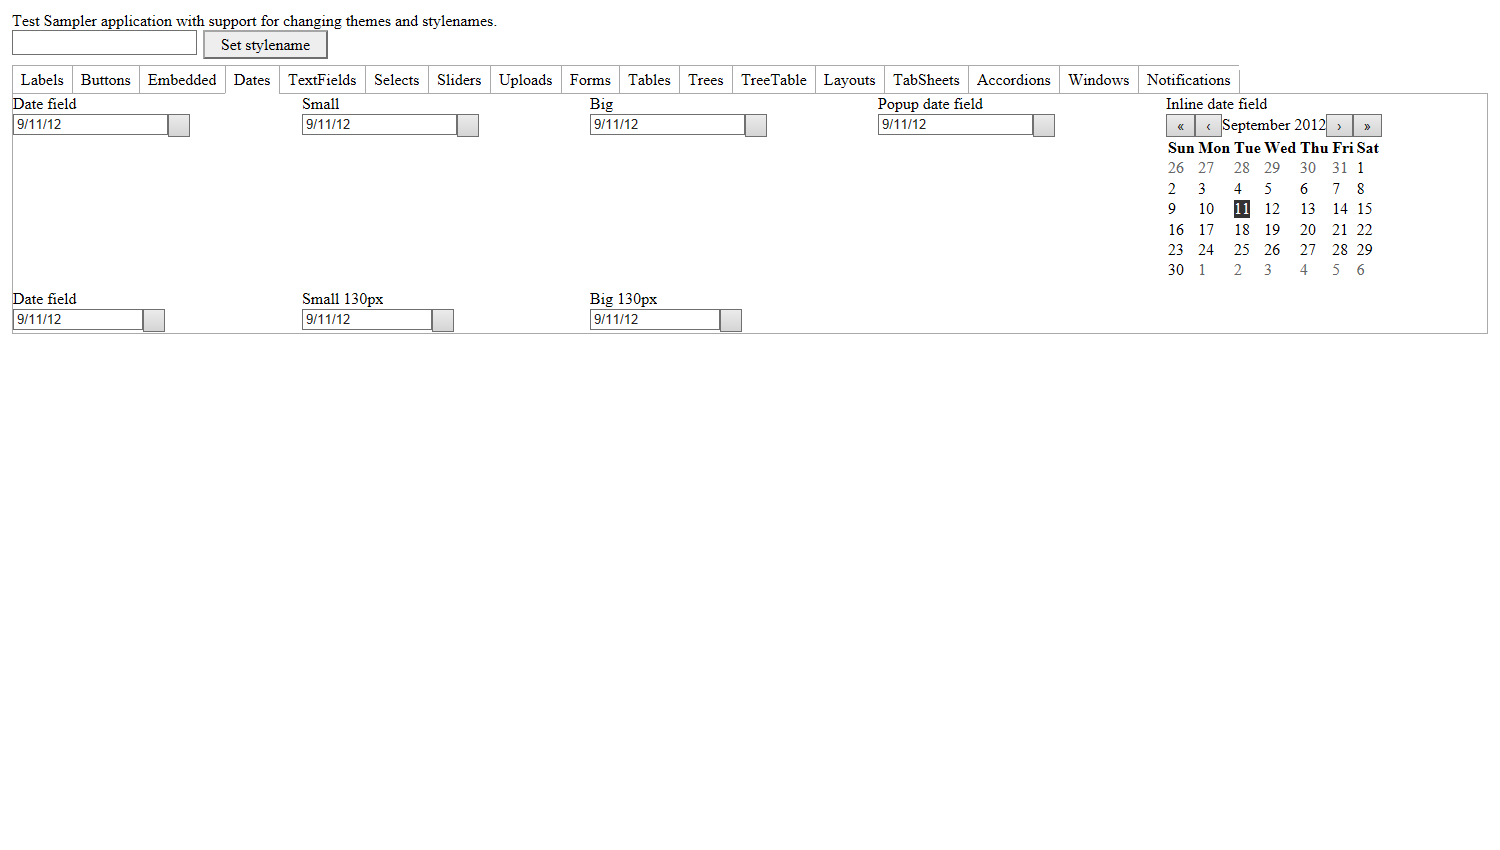 Test Sampler application with support for changing themes and stylenames.
Set stylename
Labels Buttons Embedded Dates TextFields Selects Sliders Uploads Forms Tables Trees TreeTable Layouts TabSheets Accordions Windows Notifications
Date field Small Big Popup date field Inline date field
9/11/12 9/11/12 9/11/12 9/11/12 « ‹ September 2012 › »
Sun Mon Tue Wed Thu Fri Sat
26 27 28 29 30 31 1
2 3 4 5 6 7 8
9 10 11 12 13 14 15
16 17 18 19 20 21 22
23 24 25 26 27 28 29
30 1 2 3 4 5 6
Date field Small 130px Big 130px
9/11/12 9/11/12 9/11/12